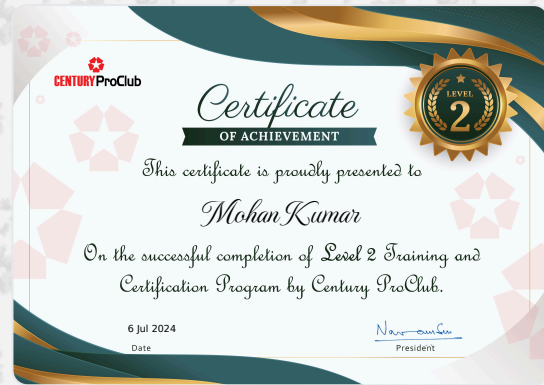 CENTURY ProClub
LEVEL
2
Certificate
OF ACHIEVEMENT
This certificate is proudly presented to
Mohan Kumar
On the successful completion of Level 2 Training and
Certification Program by Century ProClub.
6 Jul 2024
Date
President